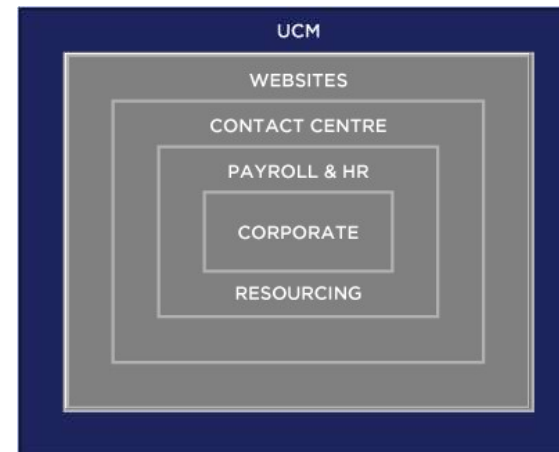 UCM
WEBSITES
CONTACT CENTRE
PAYROLL & HR
CORPORATE
RESOURCING